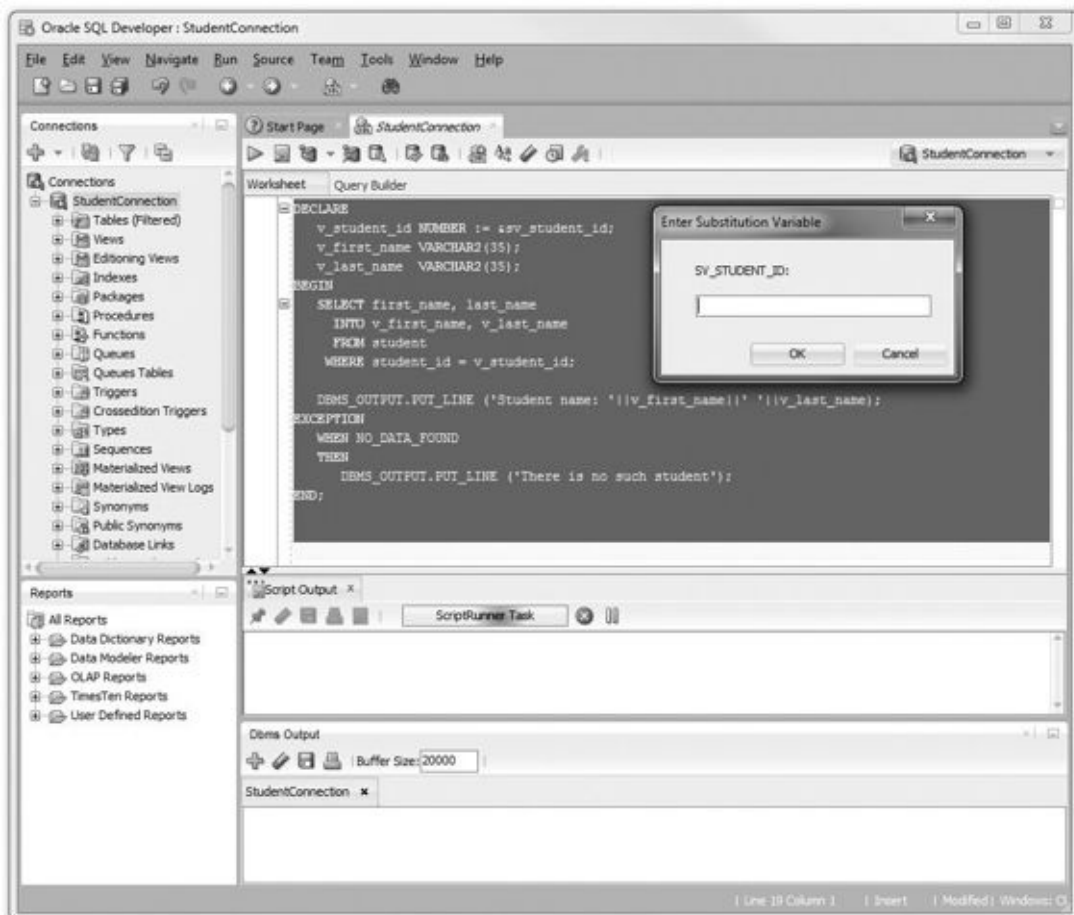 Oracle SQL Developer : StudentConnection
File Edit View Navigate Run Source Team Tools Window Help
Connections
Connections
StudentConnection
Tables (Filtered)
Views
Editioning Views
Indexes
Packages
Procedures
Functions
Queues
Queues Tables
Triggers
Crossedition Triggers
Types
Sequences
Materialized Views
Materialized View Logs
Synonyms
Public Synonyms
Database Links
Reports
All Reports
Data Dictionary Reports
Data Modeler Reports
OLAP Reports
TimesTen Reports
User Defined Reports
Start Page StudentConnection
StudentConnection
Worksheet Query Builder
DECLARE
v_student_id NUMBER := &sv_student_id;
v_first_name VARCHAR2(35);
v_last_name VARCHAR2(35);
BEGIN
SELECT first_name, last_name
INTO v_first_name, v_last_name
FROM student
WHERE student_id = v_student_id;
DBMS_OUTPUT.PUT_LINE ('Student name: '||v_first_name||' '||v_last_name);
EXCEPTION
WHEN NO_DATA_FOUND
THEN
DBMS_OUTPUT.PUT_LINE ('There is no such student');
END;
Enter Substitution Variable
SV_STUDENT_ID:
OK Cancel
Script Output
ScriptRunner Task
Dbms Output
Buffer Size: 20000
StudentConnection
Line 19 Column 1 | Insert | Modified | Windows: